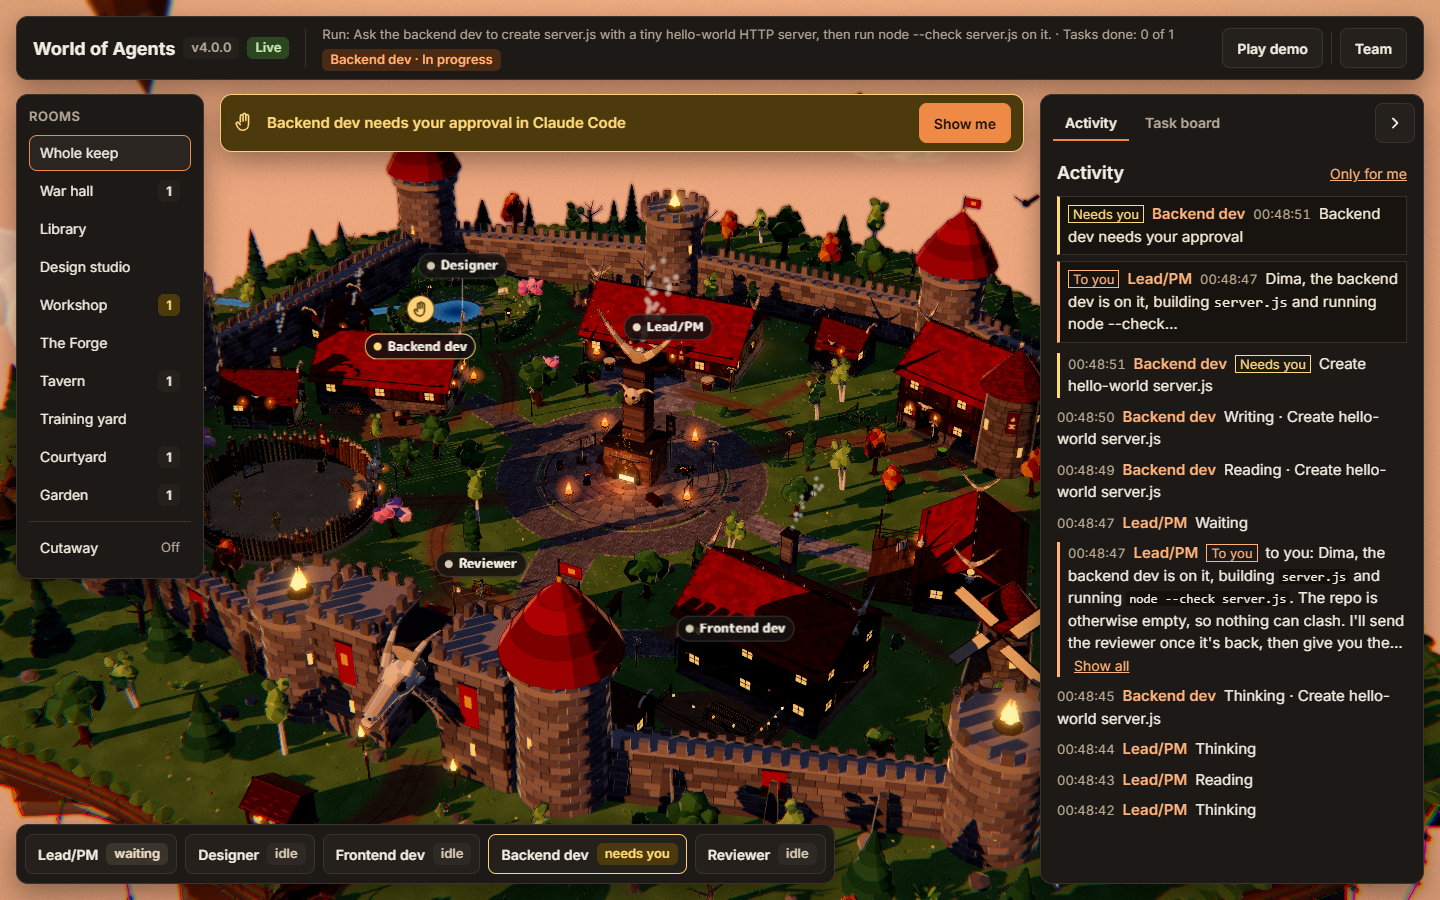 World of Agents v4.0.0 Live
Run: Ask the backend dev to create server.js with a tiny hello-world HTTP server, then run node --check server.js on it. · Tasks done: 0 of 1
Backend dev · In progress
Play demo
Team
ROOMS
Whole keep
War hall 1
Library
Design studio
Workshop 1
The Forge
Tavern 1
Training yard
Courtyard 1
Garden 1
Cutaway Off
Backend dev needs your approval in Claude Code
Show me
Designer
Lead/PM
Backend dev
Reviewer
Frontend dev
Activity Task board
Activity Only for me
Needs you Backend dev 00:48:51 Backend
dev needs your approval
To you Lead/PM 00:48:47 Dima, the backend
dev is on it, building server.js and running
node --check...
00:48:51 Backend dev Needs you Create
hello-world server.js
00:48:50 Backend dev Writing · Create hello-
world server.js
00:48:49 Backend dev Reading · Create hello-
world server.js
00:48:47 Lead/PM Waiting
00:48:47 Lead/PM To you to you: Dima, the
backend dev is on it, building server.js and
running node --check server.js. The repo is
otherwise empty, so nothing can clash. I'll send
the reviewer once it's back, then give you the...
Show all
00:48:45 Backend dev Thinking · Create hello-
world server.js
00:48:44 Lead/PM Thinking
00:48:43 Lead/PM Reading
00:48:42 Lead/PM Thinking
Lead/PM waiting
Designer idle
Frontend dev idle
Backend dev needs you
Reviewer idle